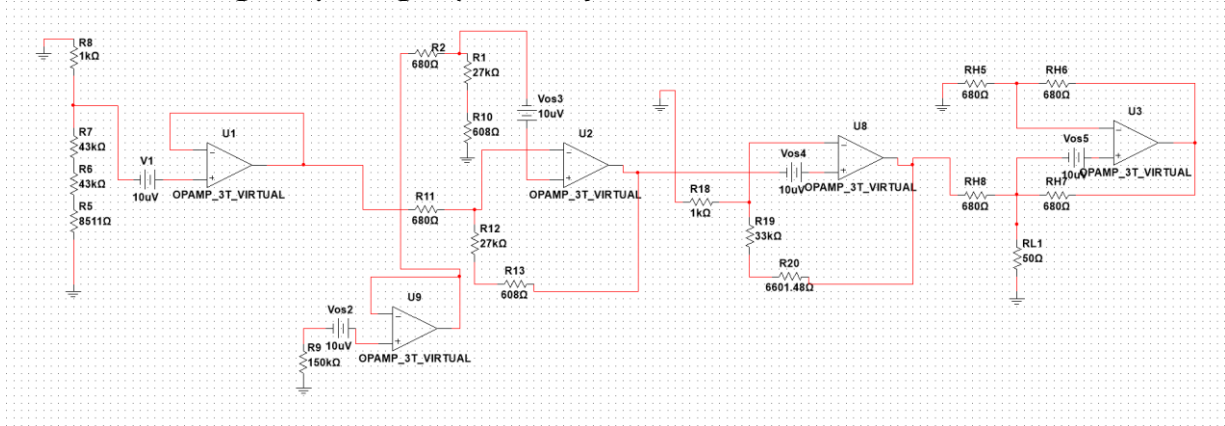 R8
1kΩ
R7
43kΩ
R6
43kΩ
R5
8511Ω
V1
10uV
U1
OPAMP_3T_VIRTUAL
R2
680Ω
R1
27kΩ
R10
608Ω
Vos3
10uV
U2
OPAMP_3T_VIRTUAL
R11
680Ω
R12
27kΩ
R13
608Ω
U9
Vos2
10uV
R9
150kΩ
OPAMP_3T_VIRTUAL
R18
1kΩ
R19
33kΩ
R20
6601.48Ω
Vos4
10uV
U8
OPAMP_3T_VIRTUAL
RH5
680Ω
RH6
680Ω
U3
Vos5
10uV
OPAMP_3T_VIRTUAL
RH8
680Ω
RH7
680Ω
RL1
50Ω